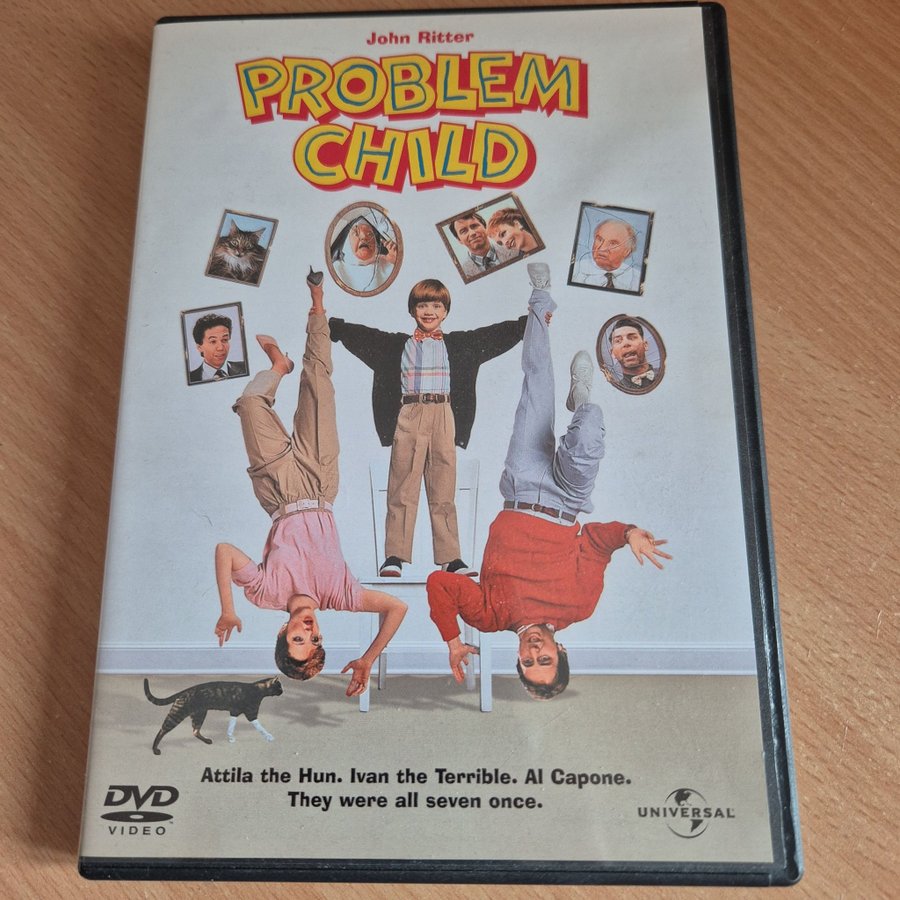 John Ritter
PROBLEM
CHILD
Attila the Hun. Ivan the Terrible. Al Capone.
They were all seven once.
DVD
VIDEO
UNIVERSAL